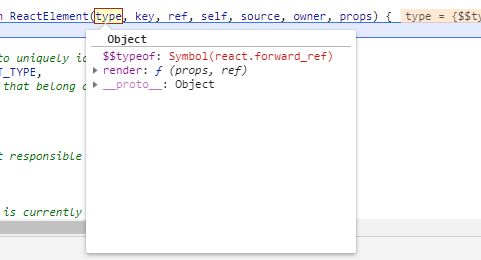 ReactElement(type, key, ref, self, source, owner, props) { type = {$$ty
Object
to uniquely
$$typeof: Symbol(react.forward_ref)
T_TYPE,
render: ƒ (props, ref)
that belong
__proto__: Object
responsible
is currently